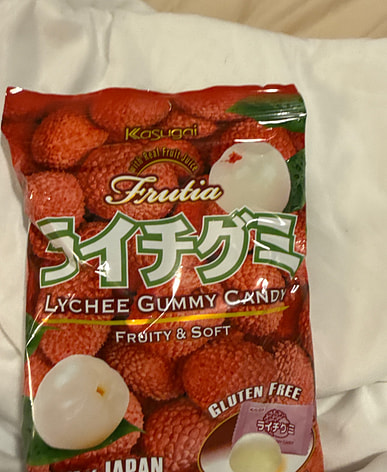 Kasugai
with Real Fruit Juice
Frutia
ライチグミ
LYCHEE GUMMY CANDY
FRUITY & SOFT
GLUTEN FREE
ライチグミ
JAPAN